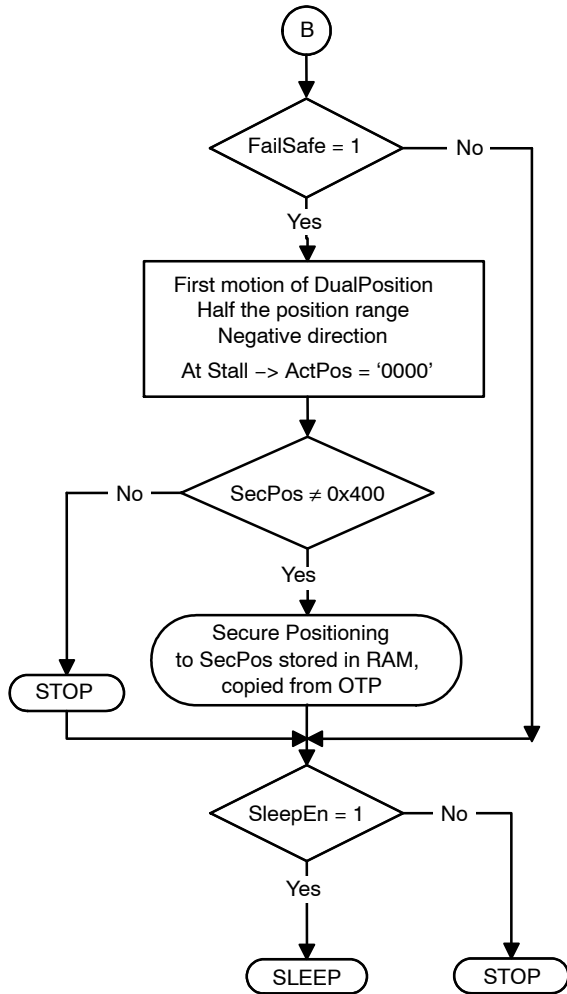 B
FailSafe = 1
No
Yes
First motion of DualPosition
Half the position range
Negative direction
At Stall −> ActPos = ‘0000’
No
SecPos ≠ 0x400
Yes
Secure Positioning
to SecPos stored in RAM,
copied from OTP
STOP
SleepEn = 1
No
Yes
SLEEP
STOP